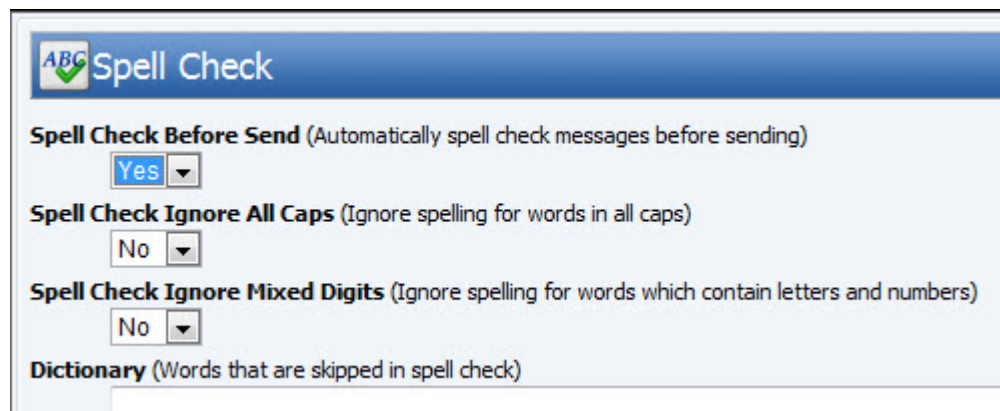 ABC Spell Check
Spell Check Before Send (Automatically spell check messages before sending)
Yes
Spell Check Ignore All Caps (Ignore spelling for words in all caps)
No
Spell Check Ignore Mixed Digits (Ignore spelling for words which contain letters and numbers)
No
Dictionary (Words that are skipped in spell check)